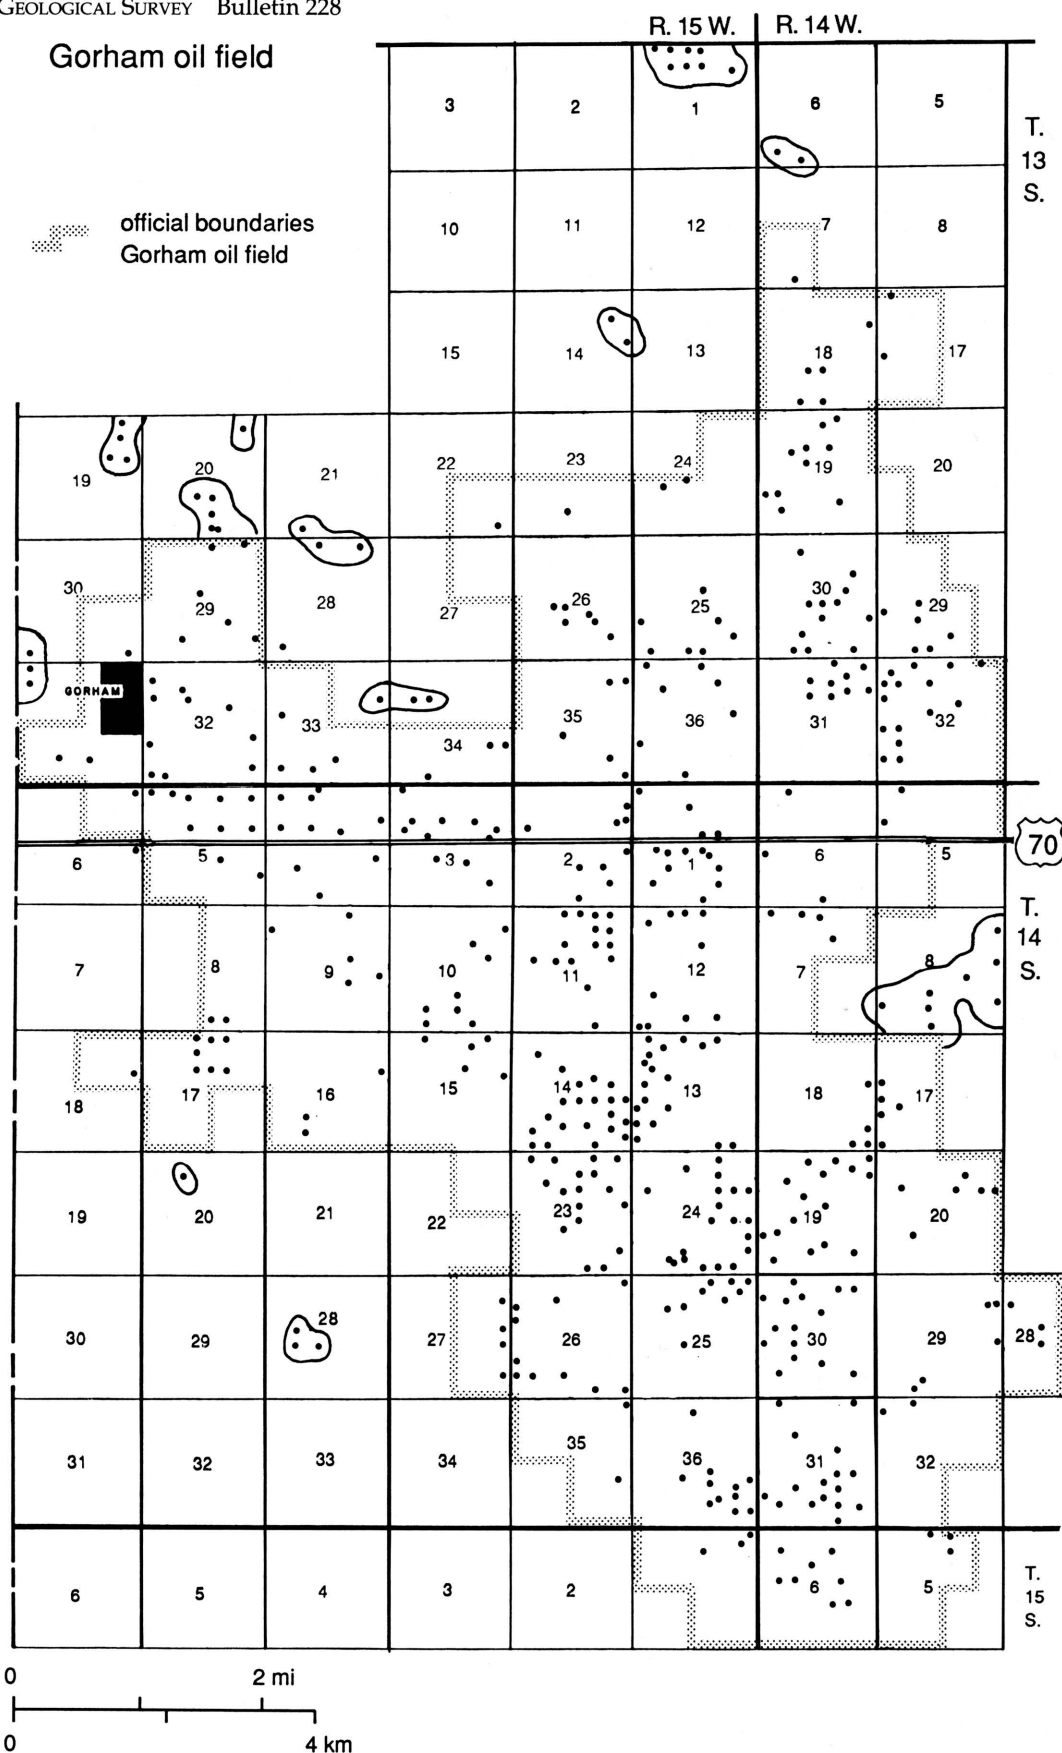 GEOLOGICAL SURVEY Bulletin 228
Gorham oil field
R. 15 W. R. 14 W.
3 2 1 6 5
T.
13
S.
official boundaries
Gorham oil field
10 11 12 7 8
15 14 13 18 17
19 20 21 22 23 24 19 20
30 29 28 27 26 25 30 29
GORHAM
32 33 34 35 36 31 32
70
6 5 3 2 1 6 5
T.
14
S.
7 8 9 10 11 12 7 8
18 17 16 15 14 13 18 17
19 20 21 22 23 24 19 20
30 29 28 27 26 25 30 29 28
31 32 33 34 35 36 31 32
6 5 4 3 2 6 5
T.
15
S.
0 2 mi
0 4 km